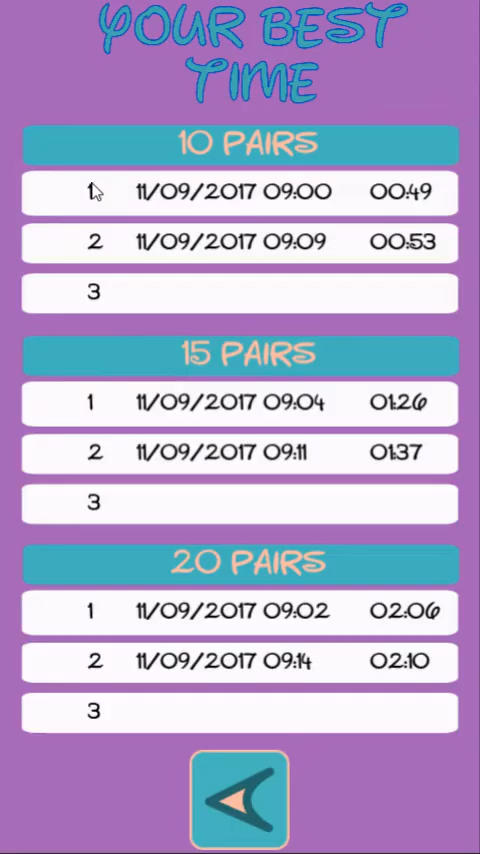 YOUR BEST
TIME
10 PAIRS
1 11/09/2017 09:00 00:49
2 11/09/2017 09:09 00:53
3
15 PAIRS
1 11/09/2017 09:04 01:26
2 11/09/2017 09:11 01:37
3
20 PAIRS
1 11/09/2017 09:02 02:06
2 11/09/2017 09:14 02:10
3